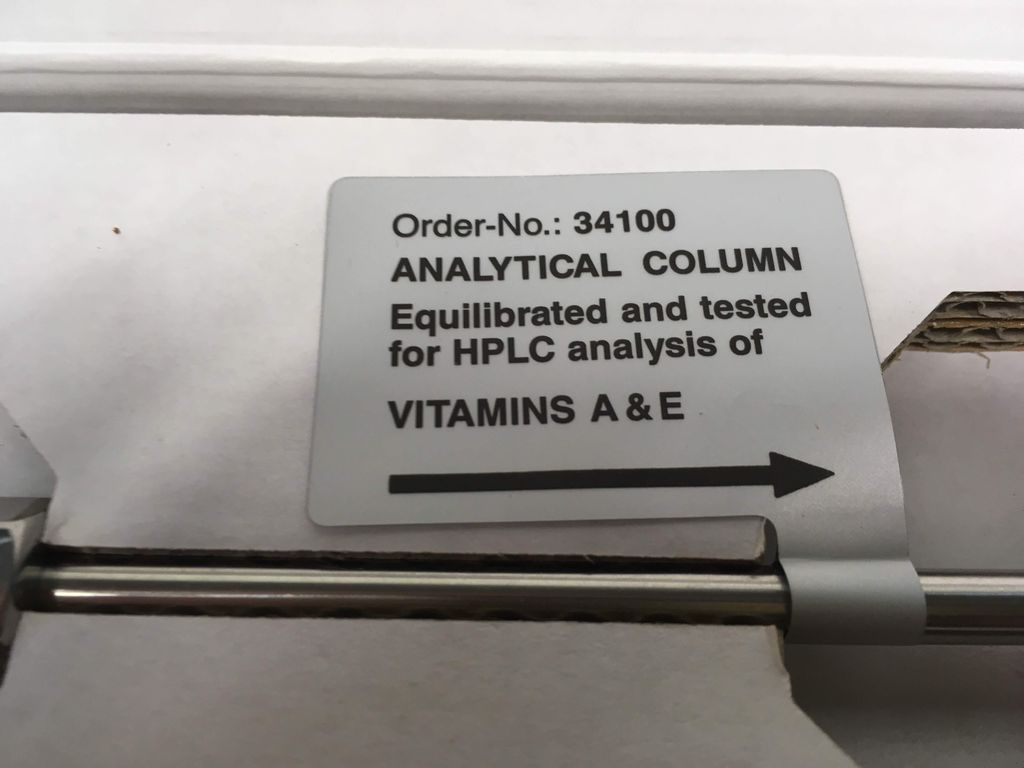 Order-No.: 34100
ANALYTICAL COLUMN
Equilibrated and tested
for HPLC analysis of
VITAMINS A & E